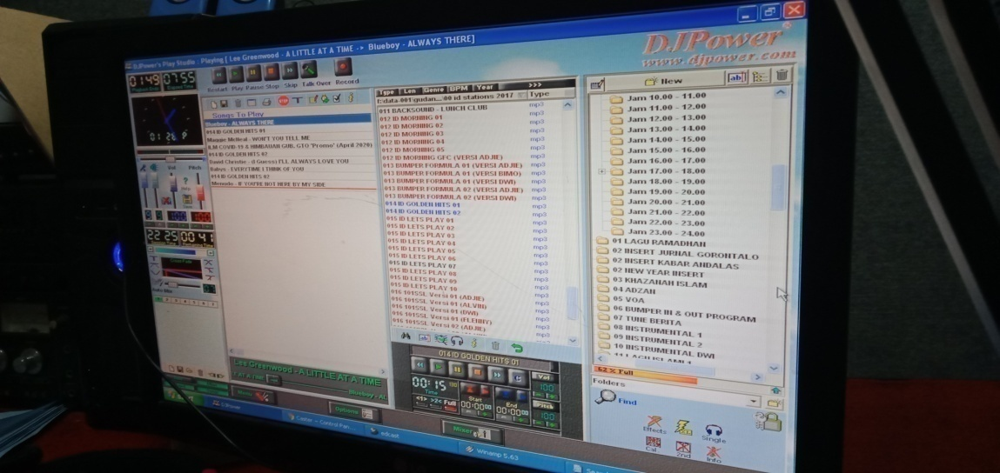 DJPower's Play Studio - Playing [ Lee Greenwood - A LITTLE AT A TIME -> Blueboy - ALWAYS THERE]
DJPower
www.djpower.com
01:49 07:55
Restart Play Pause Stop Skip Talk Over Record
Songs To Play
Blueboy - ALWAYS THERE
014 ID GOLDEN HITS 01
Maggie McNeal - WON'T YOU TELL ME
ILM COVID-19 & HIMBAUAN GUB. GTO "Promo" (April 2020)
014 ID GOLDEN HITS 02
David Christie - (I Guess) I'LL ALWAYS LOVE YOU
Babys - EVERYTIME I THINK OF YOU
014 ID GOLDEN HITS 02
IF YOU'RE NOT HERE BY MY SIDE
Vol
Pitch
22 25 00 41
Type Len Genre BPM Year >>>
f:\data-001\gudan...\00 id stations 2017 Type
011 BACKSOUND - LUNCH CLUB mp3
012 ID MORNING 01 mp3
012 ID MORNING 02 mp3
012 ID MORNING 03 mp3
012 ID MORNING 04 mp3
012 ID MORNING 05 mp3
012 ID MORNING GFC (VERSI ADJIE) mp3
013 BUMPER FORMULA 01 (VERSI ADJIE) mp3
013 BUMPER FORMULA 01 (VERSI BIMO) mp3
013 BUMPER FORMULA 01 (VERSI DWI) mp3
013 BUMPER FORMULA 02 (VERSI ADJIE) mp3
013 BUMPER FORMULA 02 (VERSI DWI) mp3
014 ID GOLDEN HITS 01 mp3
014 ID GOLDEN HITS 02 mp3
015 ID LETS PLAY 01 mp3
015 ID LETS PLAY 02 mp3
015 ID LETS PLAY 03 mp3
015 ID LETS PLAY 04 mp3
015 ID LETS PLAY 05 mp3
015 ID LETS PLAY 06 mp3
015 ID LETS PLAY 07 mp3
015 ID LETS PLAY 08 mp3
015 ID LETS PLAY 09 mp3
015 ID LETS PLAY 10 mp3
016 101SSL Versi 01 (ADJIE) mp3
016 101SSL Versi 01 (ALVIN) mp3
016 101SSL Versi 01 (DWI) mp3
016 101SSL Versi 01 (FLENNY) mp3
016 101SSL Versi 02 (ADJIE) mp3
014 ID GOLDEN HITS 01
00:15
Time
Start
End
00:00:00
00:00:00
<1> >2< Full
Vol
100
Pitch
100
Mixer
New
Jam 10.00 - 11.00
Jam 11.00 - 12.00
Jam 12.00 - 13.00
Jam 13.00 - 14.00
Jam 14.00 - 15.00
Jam 15.00 - 16.00
Jam 16.00 - 17.00
Jam 17.00 - 18.00
Jam 18.00 - 19.00
Jam 19.00 - 20.00
Jam 20.00 - 21.00
Jam 21.00 - 22.00
Jam 22.00 - 23.00
Jam 23.00 - 24.00
01 LAGU RAMADHAN
02 INSERT JURNAL GORONTALO
02 INSERT KABAR ANDALAS
02 NEW YEAR INSERT
03 KHAZANAH ISLAM
04 ADZAN
05 VOA
06 BUMPER IN & OUT PROGRAM
07 TUNE BERITA
08 INSTRUMENTAL 1
09 INSTRUMENTAL 2
10 INSTRUMENTAL DWI
11 LAGU ISLAMI 1
62 % Full
Folders
Find
Effects
Single
Cal
2nd
Info
Lee Greenwood - A LITTLE AT A TIME
Blueboy - AL
Menu
Options
DJPower
Caster - Control Pan...
edcast
Winamp 5.63